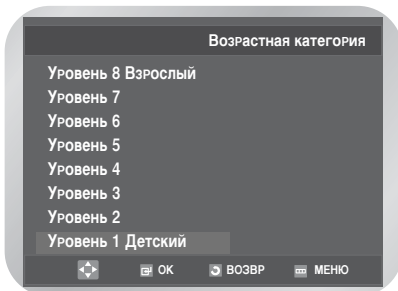 Возрастная категория
Уровень 8 Взрослый
Уровень 7
Уровень 6
Уровень 5
Уровень 4
Уровень 3
Уровень 2
Уровень 1 Детский
ОК ВОЗВР МЕНЮ